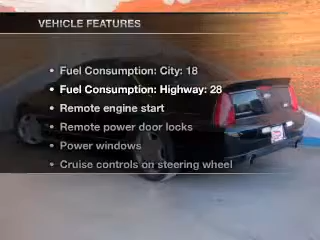 VEHICLE FEATURES
• Fuel Consumption: City: 18
• Fuel Consumption: Highway: 28
• Remote engine start
• Remote power door locks
• Power windows
• Cruise controls on steering wheel